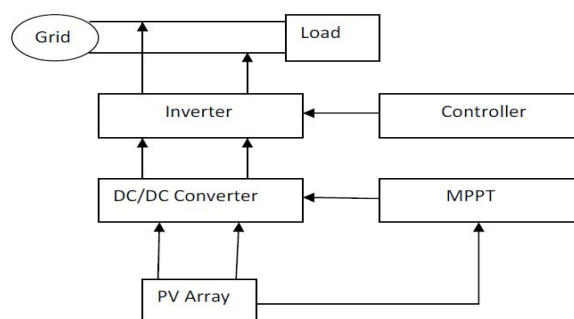 Grid
Load
Inverter
Controller
DC/DC Converter
MPPT
PV Array